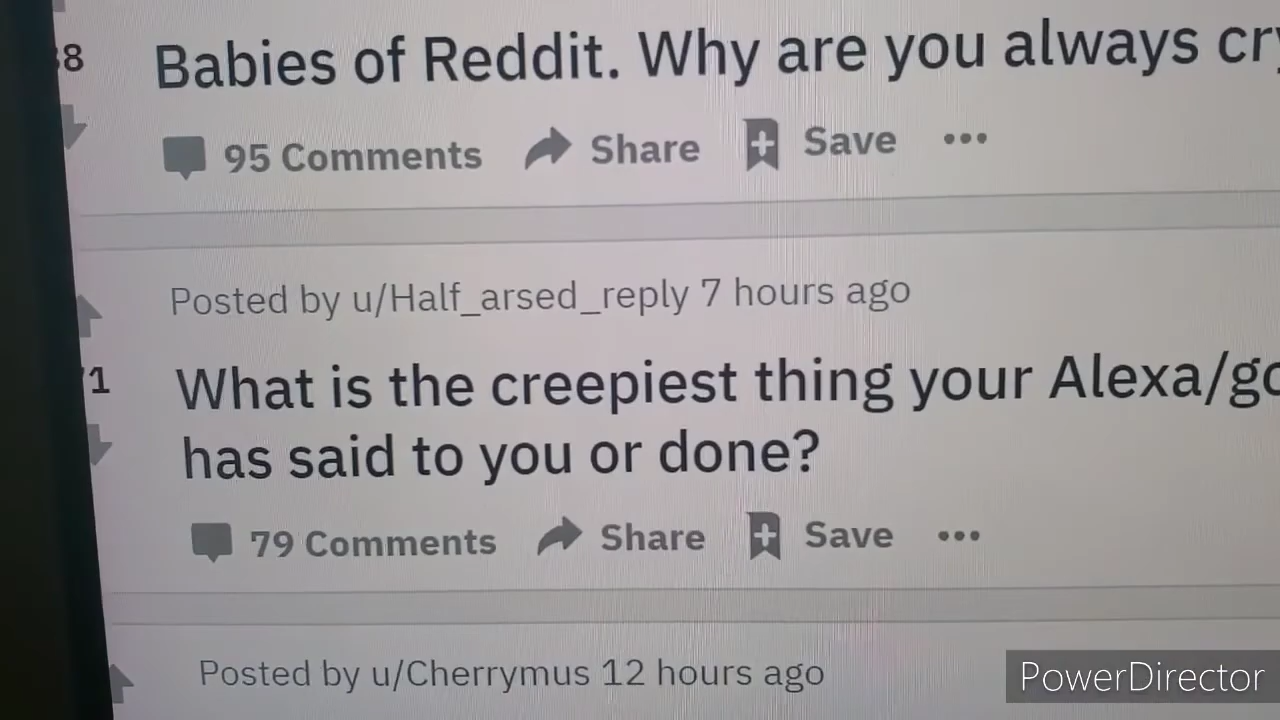 8
Babies of Reddit. Why are you always
95 Comments Share Save
Posted by u/Half_arsed_reply 7 hours ago
1
What is the creepiest thing your Alexa/
has said to you or done?
79 Comments Share Save
Posted by u/Cherrymus 12 hours ago
PowerDirector